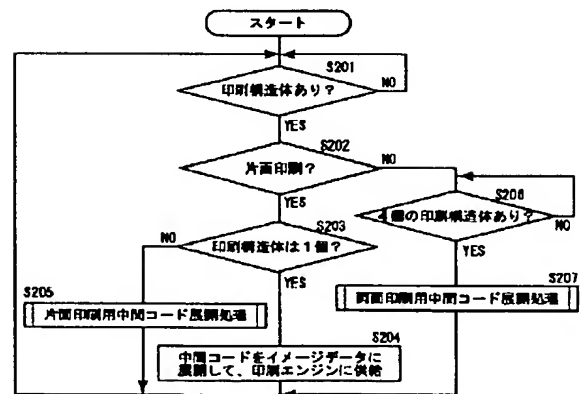 スタート
S201
印刷構造体あり？
NO
YES
S202
片面印刷？
NO
YES
S206
4個の印刷構造体あり？
NO
YES
S203
印刷構造体は1個？
NO
YES
S205
片面印刷用中間コード展開処理
S207
両面印刷用中間コード展開処理
S204
中間コードをイメージデータに
展開して、印刷エンジンに供給